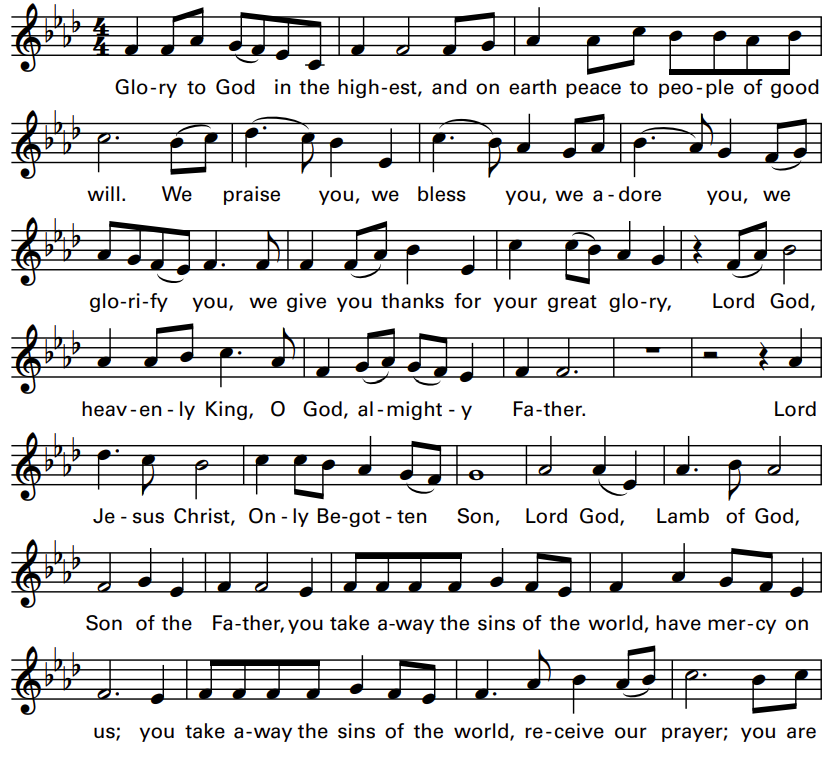 4 4
Glo-ry to God in the high-est, and on earth peace to peo-ple of good
will. We praise you, we bless you, we a-dore you, we
glo-ri-fy you, we give you thanks for your great glo-ry, Lord God,
heav-en-ly King, O God, al-might-y Fa-ther. Lord
Je-sus Christ, On-ly Be-got-ten Son, Lord God, Lamb of God,
Son of the Fa-ther, you take a-way the sins of the world, have mer-cy on
us; you take a-way the sins of the world, re-ceive our prayer; you are